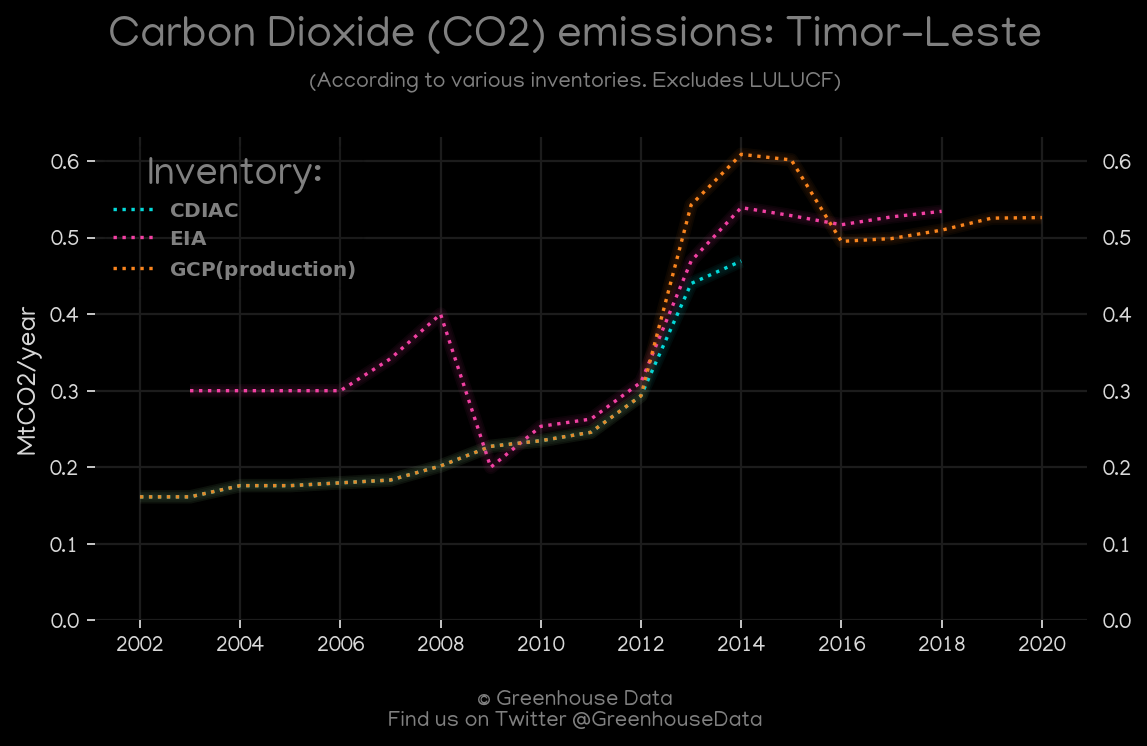 Carbon Dioxide (CO2) emissions: Timor-Leste
(According to various inventories. Excludes LULUCF)
Inventory:
CDIAC
EIA
GCP(production)
MtCO2/year
0.6
0.5
0.4
0.3
0.2
0.1
0.0
0.6
0.5
0.4
0.3
0.2
0.1
0.0
2002 2004 2006 2008 2010 2012 2014 2016 2018 2020
© Greenhouse Data
Find us on Twitter @GreenhouseData